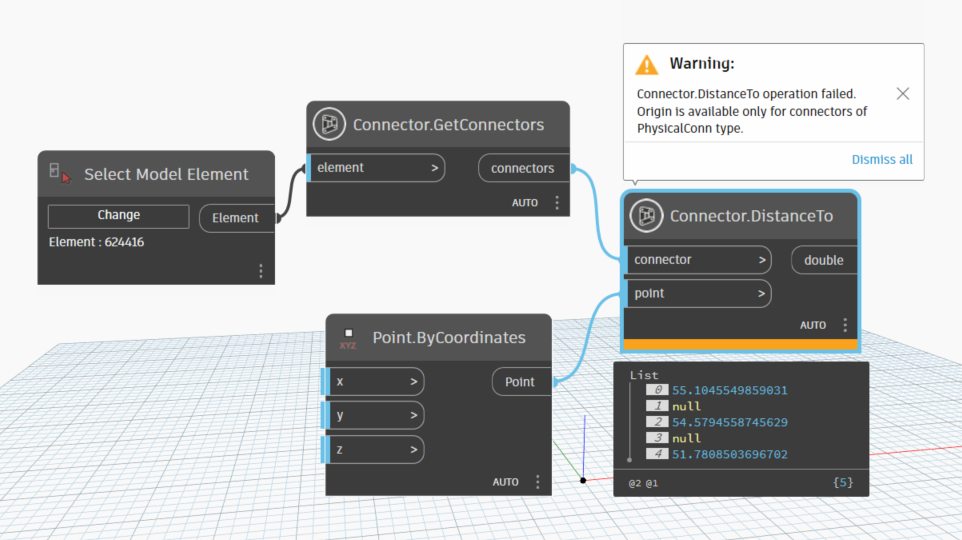 Warning:
Connector.DistanceTo operation failed.
Origin is available only for connectors of
PhysicalConn type.
Dismiss all
Connector.GetConnectors
element >
connectors
AUTO
Select Model Element
Change
Element
Element : 624416
Connector.DistanceTo
connector >
double
point >
AUTO
XYZ
Point.ByCoordinates
x >
Point
y >
z >
AUTO
List
0 55.1045549859031
1 null
2 54.5794558745629
3 null
4 51.7808503696702
@2 @1 {5}